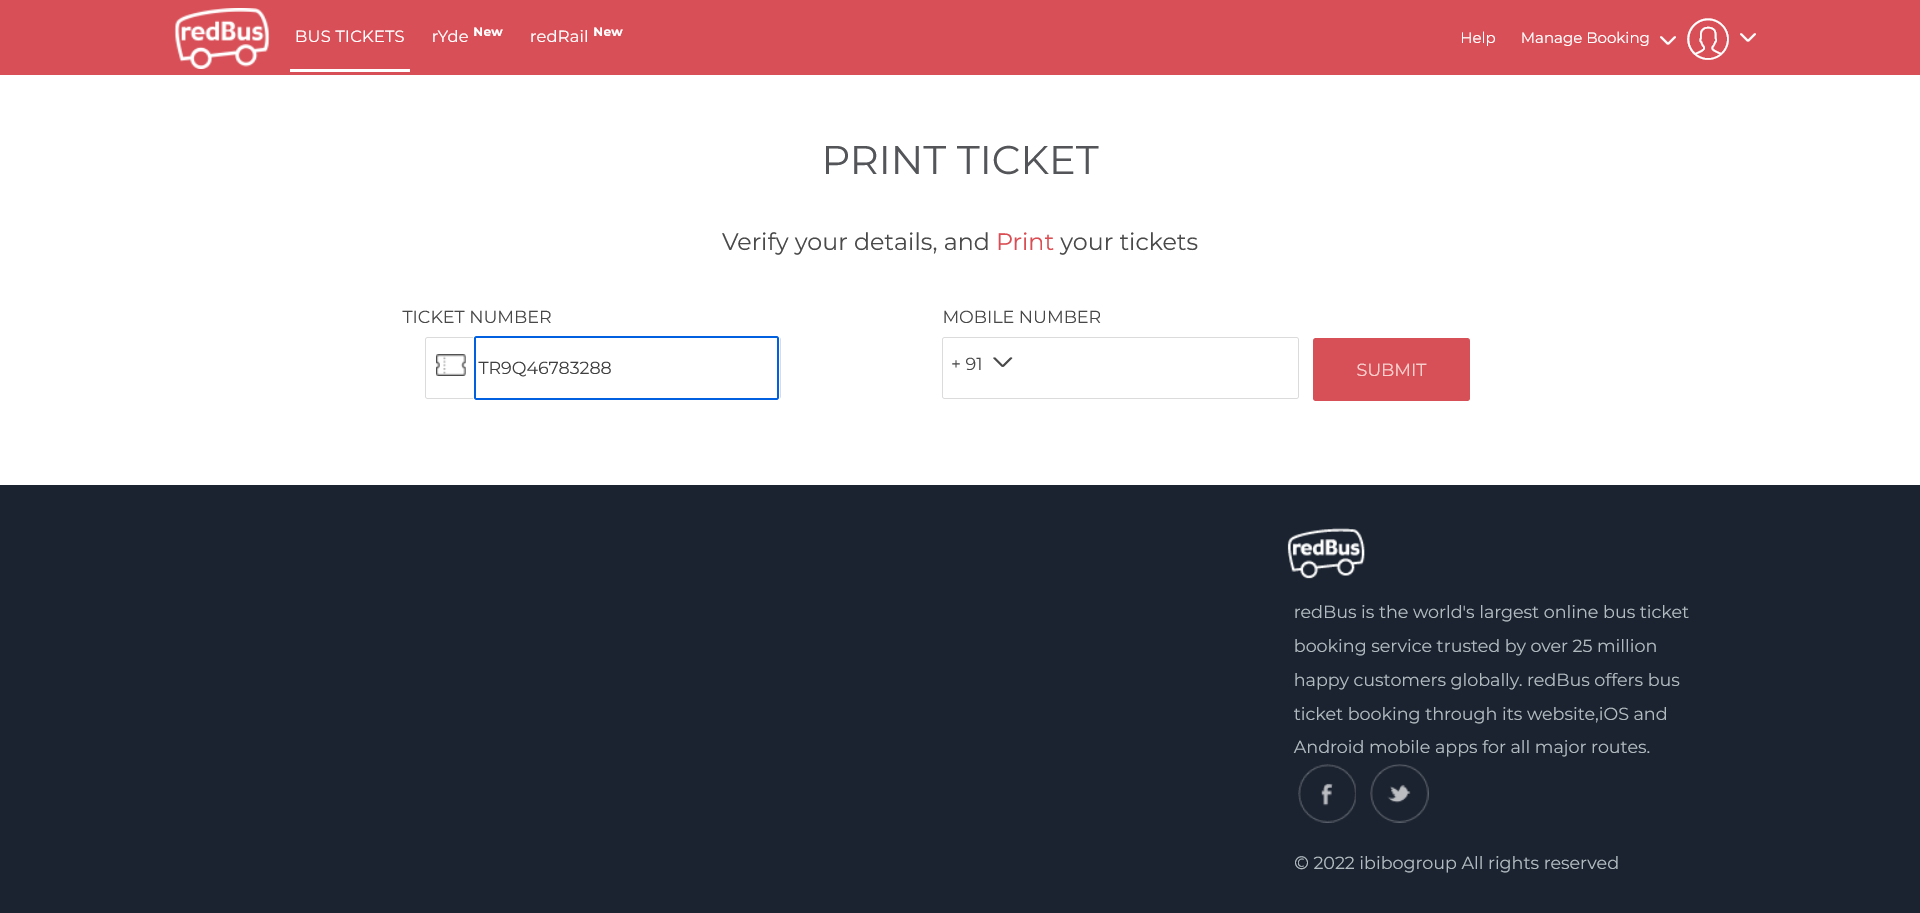 redBus
BUS TICKETS
rYde New
redRail New
Help
Manage Booking
PRINT TICKET
Verify your details, and Print your tickets
TICKET NUMBER
TR9Q46783288
MOBILE NUMBER
+ 91
SUBMIT
redBus
redBus is the world's largest online bus ticket
booking service trusted by over 25 million
happy customers globally. redBus offers bus
ticket booking through its website,iOS and
Android mobile apps for all major routes.
© 2022 ibibogroup All rights reserved